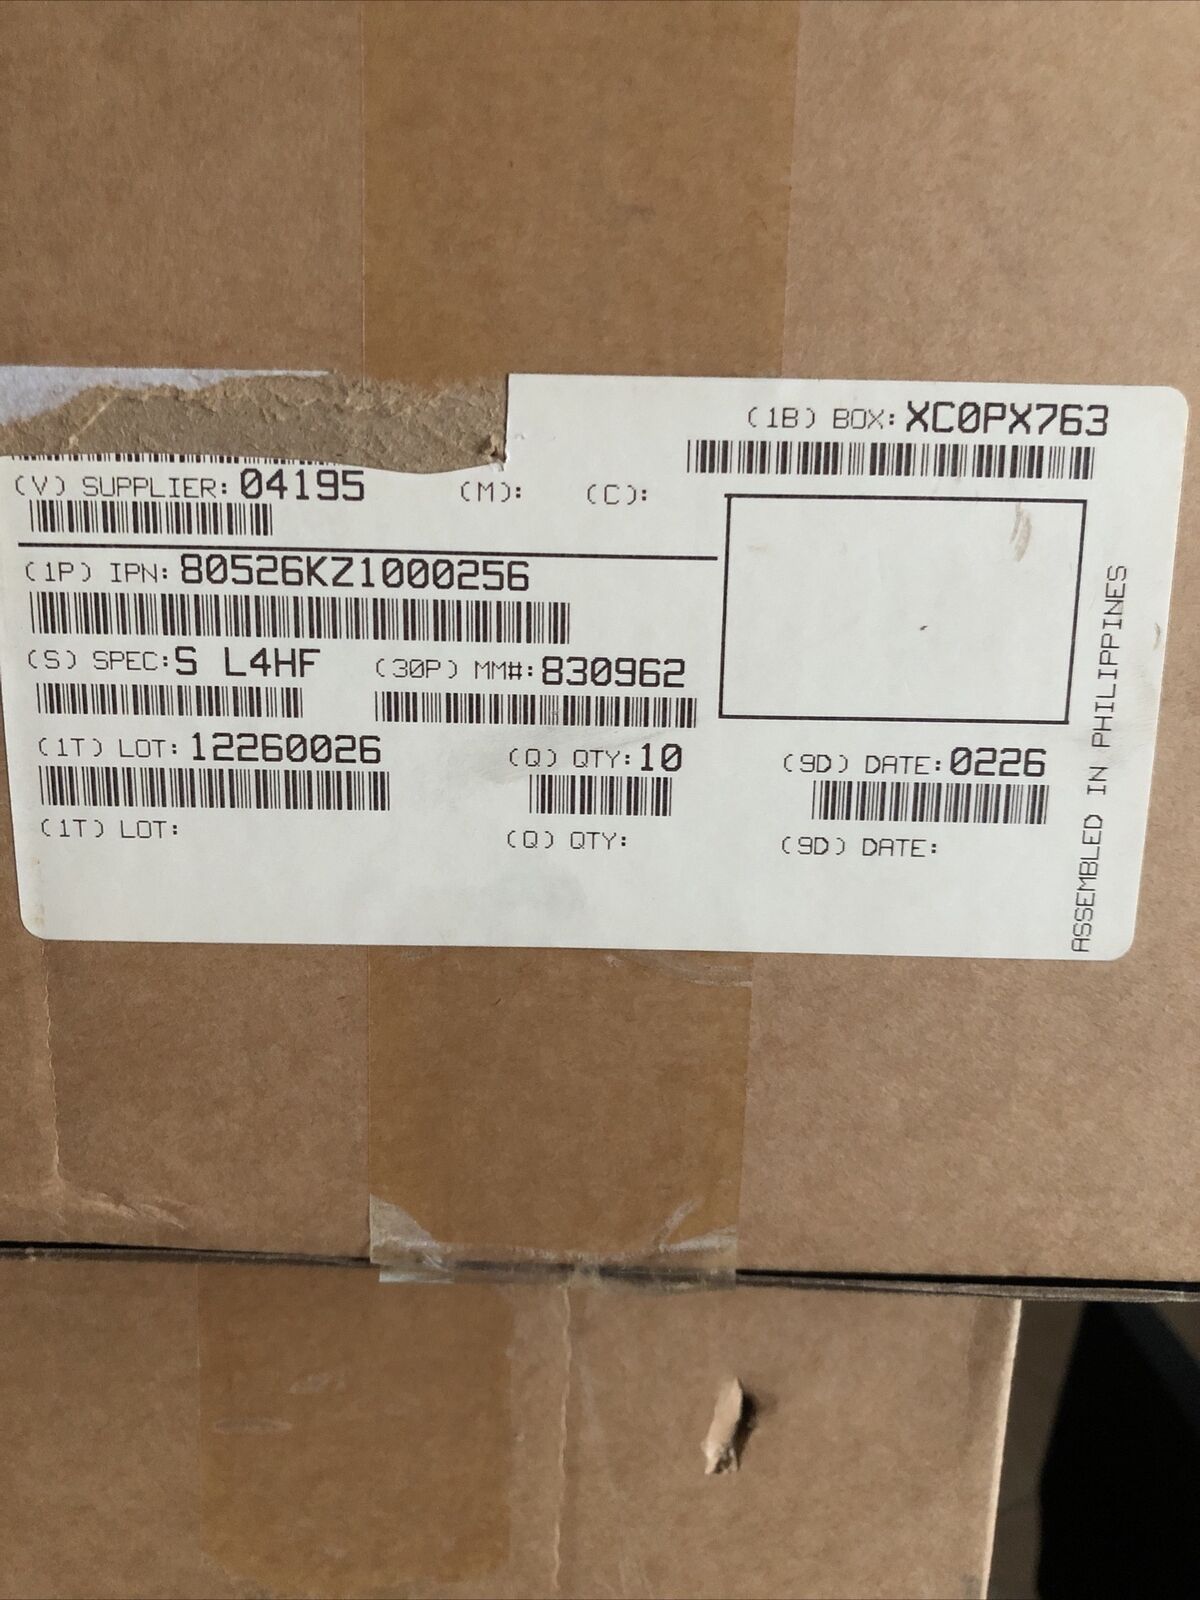 (1B) BOX: XC0PX763
(V) SUPPLIER: 04195 (M): (C):
(1P) IPN: 80526KZ1000256
(S) SPEC: S L4HF (30P) MM#: 830962
(1T) LOT: 12260026 (Q) QTY: 10 (9D) DATE: 0226
(1T) LOT: (Q) QTY: (9D) DATE:
ASSEMBLED IN PHILIPPINES